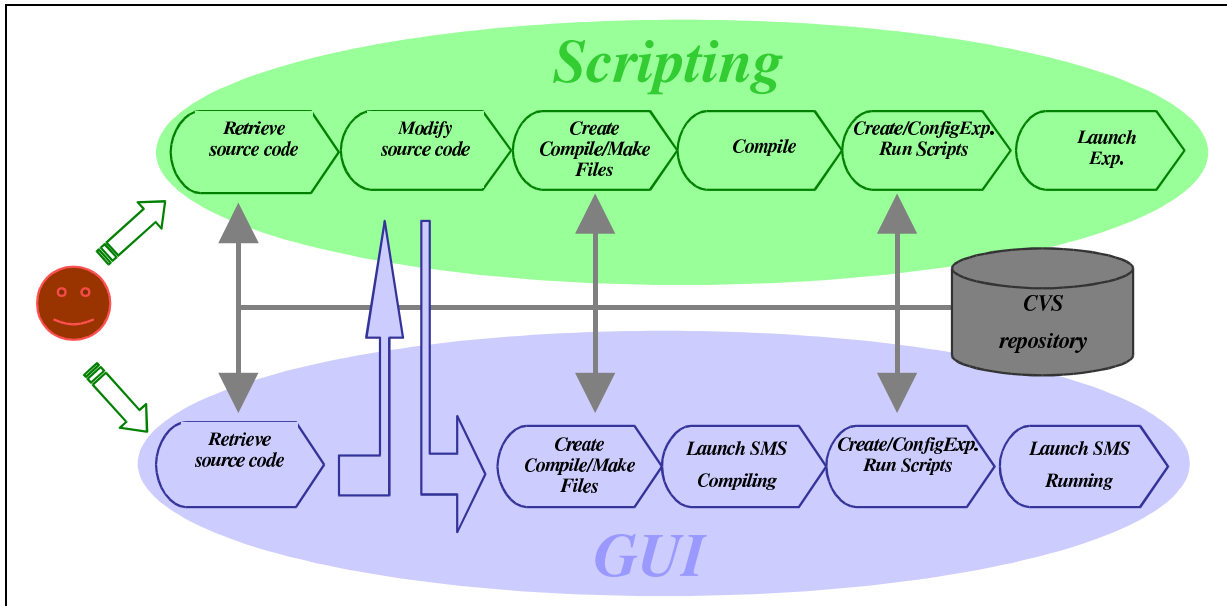 Scripting
Retrieve
source code
Modify
source code
Create
Compile/Make
Files
Compile
Create/ConfigExp.
Run Scripts
Launch
Exp.
CVS
repository
Retrieve
source code
Create
Compile/Make
Files
Launch SMS
Compiling
Create/ConfigExp.
Run Scripts
Launch SMS
Running
GUI